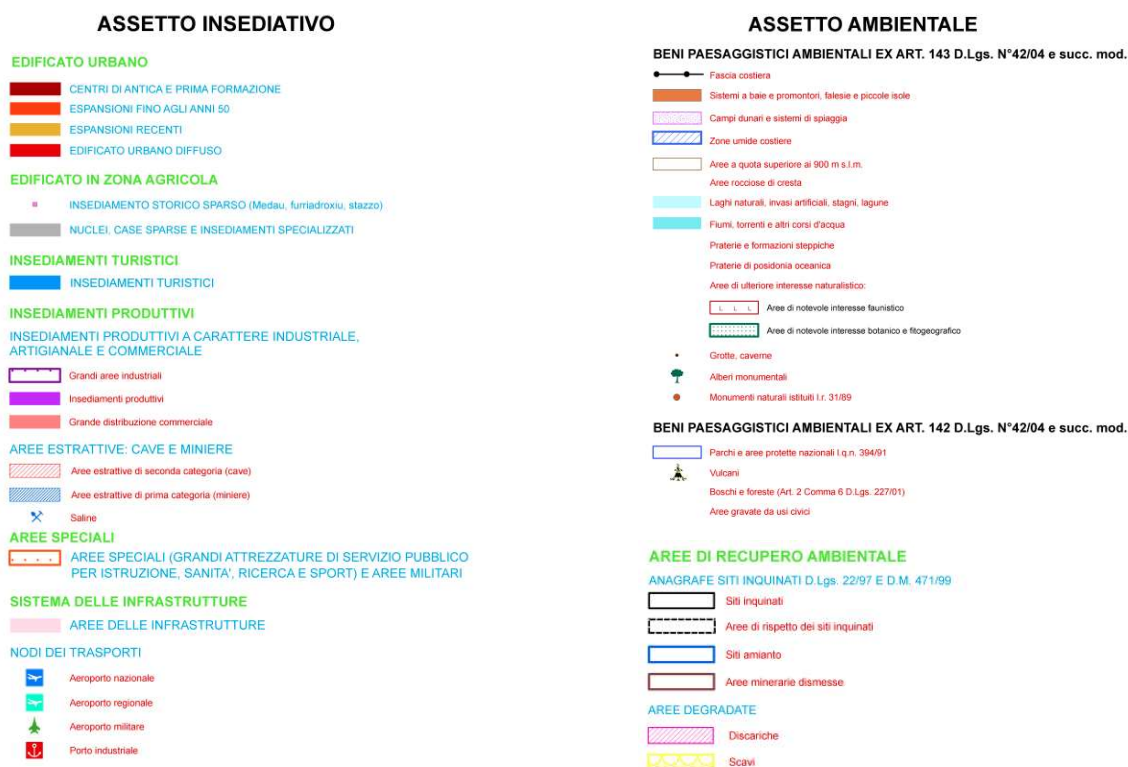 ASSETTO INSEDIATIVO
EDIFICATO URBANO
CENTRI DI ANTICA E PRIMA FORMAZIONE
ESPANSIONI FINO AGLI ANNI 50
ESPANSIONI RECENTI
EDIFICATO URBANO DIFFUSO
EDIFICATO IN ZONA AGRICOLA
INSEDIAMENTO STORICO SPARSO (Medau, furriadroxiu, stazzo)
NUCLEI, CASE SPARSE E INSEDIAMENTI SPECIALIZZATI
INSEDIAMENTI TURISTICI
INSEDIAMENTI TURISTICI
INSEDIAMENTI PRODUTTIVI
INSEDIAMENTI PRODUTTIVI A CARATTERE INDUSTRIALE,
ARTIGIANALE E COMMERCIALE
Grandi aree industriali
Insediamenti produttivi
Grande distribuzione commerciale
AREE ESTRATTIVE: CAVE E MINIERE
Aree estrattive di seconda categoria (cave)
Aree estrattive di prima categoria (miniere)
Saline
AREE SPECIALI
AREE SPECIALI (GRANDI ATTREZZATURE DI SERVIZIO PUBBLICO
PER ISTRUZIONE, SANITA', RICERCA E SPORT) E AREE MILITARI
SISTEMA DELLE INFRASTRUTTURE
AREE DELLE INFRASTRUTTURE
NODI DEI TRASPORTI
Aeroporto nazionale
Aeroporto regionale
Aeroporto militare
Porto industriale
ASSETTO AMBIENTALE
BENI PAESAGGISTICI AMBIENTALI EX ART. 143 D.Lgs. N°42/04 e succ. mod.
Fascia costiera
Sistemi a baie e promontori, falesie e piccole isole
Campi dunari e sistemi di spiaggia
Zone umide costiere
Aree a quota superiore ai 900 m s.l.m.
Aree rocciose di cresta
Laghi naturali, invasi artificiali, stagni, lagune
Fiumi, torrenti e altri corsi d'acqua
Praterie e formazioni steppiche
Praterie di posidonia oceanica
Aree di ulteriore interesse naturalistico:
Aree di notevole interesse faunistico
Aree di notevole interesse botanico e fitogeografico
Grotte, caverne
Alberi monumentali
Monumenti naturali istituiti l.r. 31/89
BENI PAESAGGISTICI AMBIENTALI EX ART. 142 D.Lgs. N°42/04 e succ. mod.
Parchi e aree protette nazionali l.q.n. 394/91
Vulcani
Boschi e foreste (Art. 2 Comma 6 D.Lgs. 227/01)
Aree gravate da usi civici
AREE DI RECUPERO AMBIENTALE
ANAGRAFE SITI INQUINATI D.Lgs. 22/97 E D.M. 471/99
Siti inquinati
Aree di rispetto dei siti inquinati
Siti amianto
Aree minerarie dismesse
AREE DEGRADATE
Discariche
Scavi